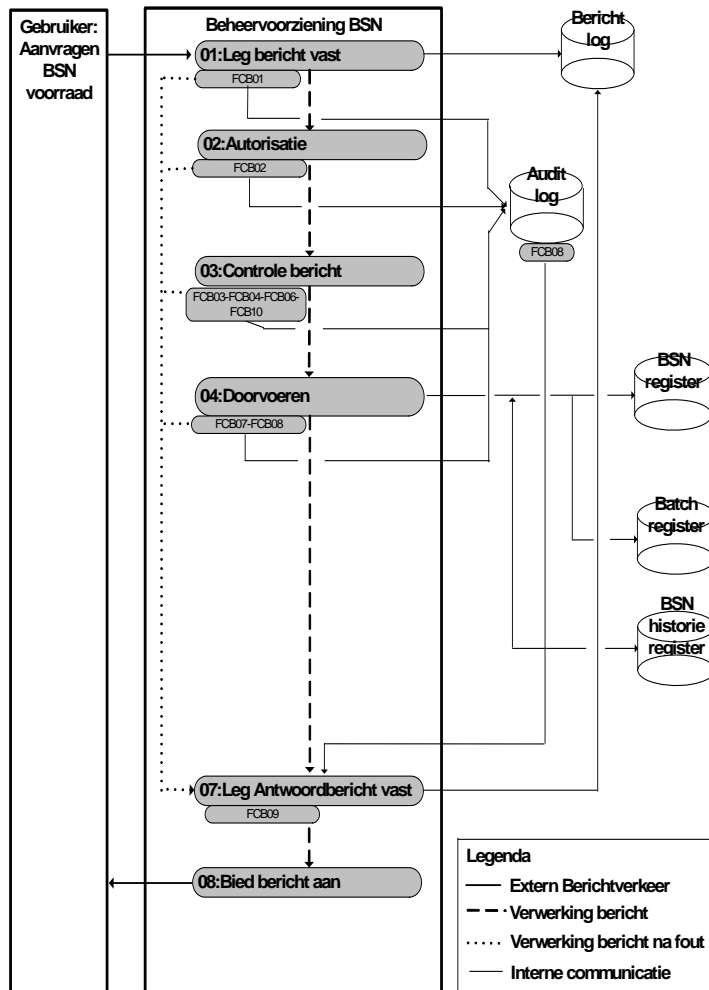 Gebruiker:
Aanvragen
BSN
voorraad
Beheervoorziening BSN
Bericht
log
01:Leg bericht vast
FCB01
02:Autorisatie
FCB02
Audit
log
FCB08
03:Controle bericht
FCB03-FCB04-FCB06-
FCB10
BSN
register
04:Doorvoeren
FCB07-FCB08
Batch
register
BSN
historie
register
07:Leg Antwoordbericht vast
FCB09
08:Bied bericht aan
Legenda
Extern Berichtverkeer
Verwerking bericht
Verwerking bericht na fout
Interne communicatie